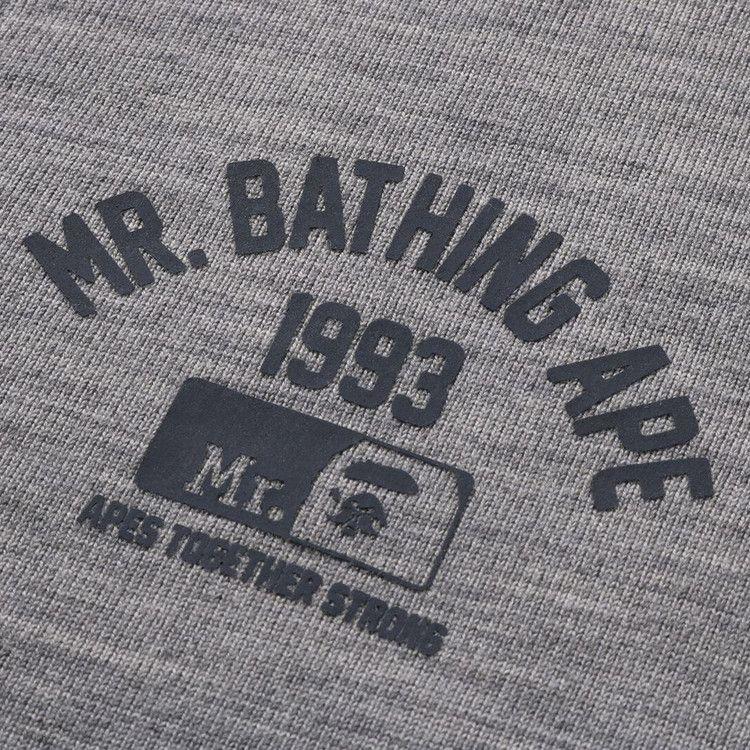 MR. BATHING APE
1993
Mr.
APES TOGETHER STRONG